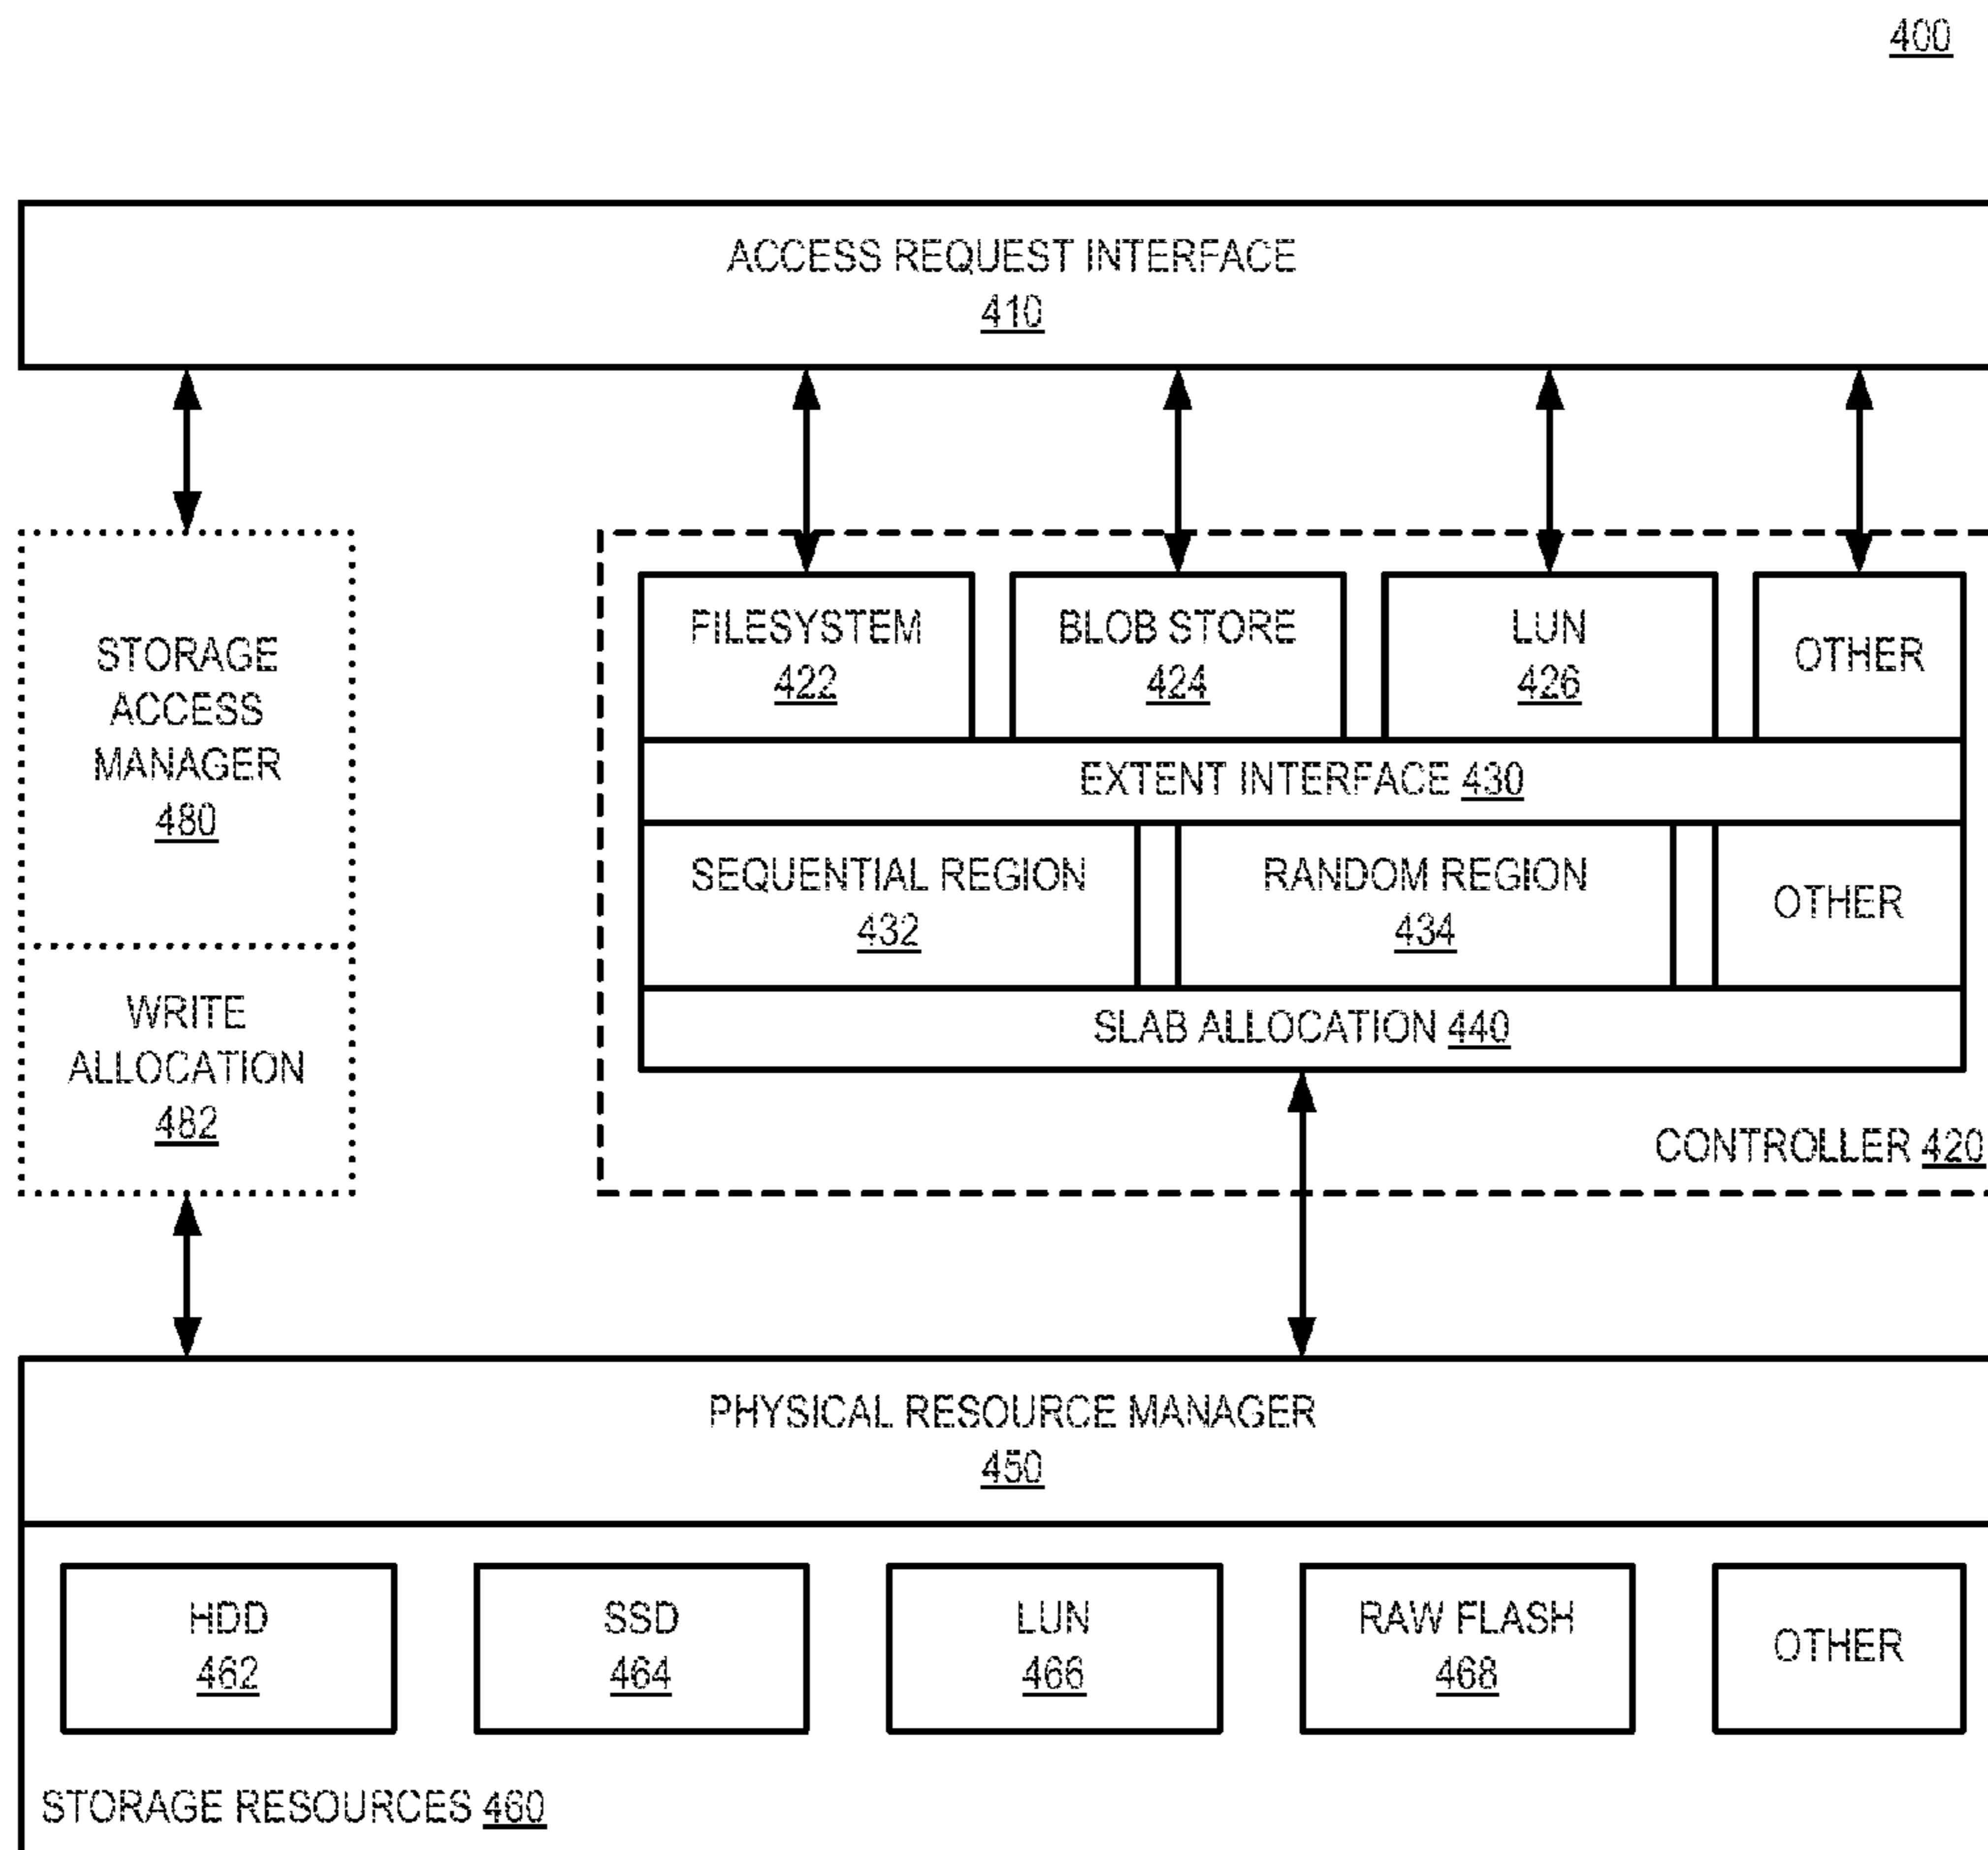 400
ACCESS REQUEST INTERFACE
410
STORAGE
ACCESS
MANAGER
480
WRITE
ALLOCATION
482
FILESYSTEM
422
BLOB STORE
424
LUN
426
OTHER
EXTENT INTERFACE 430
SEQUENTIAL REGION
432
RANDOM REGION
434
OTHER
SLAB ALLOCATION 440
CONTROLLER 420
PHYSICAL RESOURCE MANAGER
450
HDD
462
SSD
464
LUN
466
RAW FLASH
468
OTHER
STORAGE RESOURCES 460